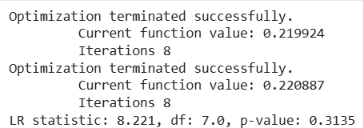 Optimization terminated successfully.
         Current function value: 0.219924
         Iterations 8
Optimization terminated successfully.
         Current function value: 0.220887
         Iterations 8
LR statistic: 8.221, df: 7.0, p-value: 0.3135